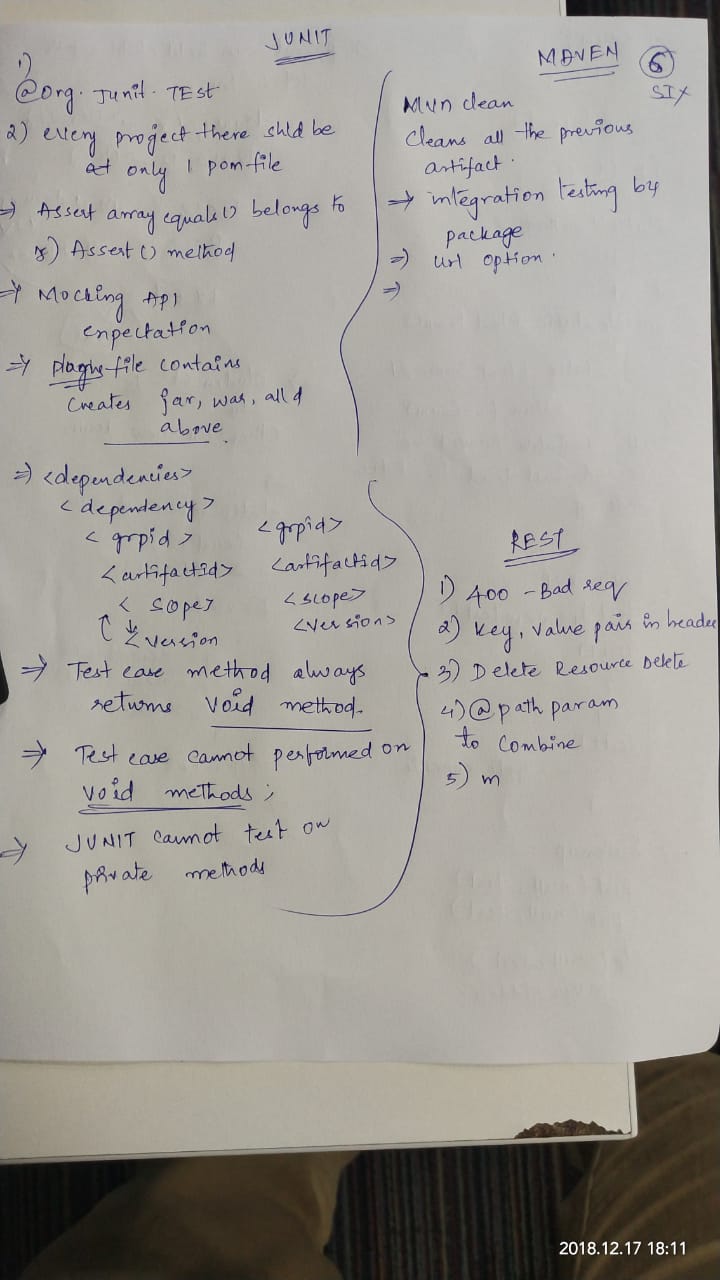 JUNIT
1)
@org. Junit. TEst
2) every project there shld be
at only 1 pom-file
⇒ Assert array equals () belongs to
Assert () method
⇒ Mocking API
enpectation
⇒ file contains
Creates jar, war, all d
above
⇒ <dependencies>
<dependency>
< grpid > <grpid>
<artifactid> <artifactid>
< scope> <scope>
<version <version>
⇒ Test case method always
returns void method.
⇒ Test case cannot performed on
void methods ;
⇒ JUNIT cannot test on
private methods
MAVEN 6
SIX
Mvn clean
Cleans all the previous
artifact.
⇒ integration testing by
package
⇒ url option.
⇒
REST
1) 400 - Bad req
2) Key, value pais in header
3) Delete Resource Delete
4) @ path param
to combine
5) m
2018.12.17 18:11